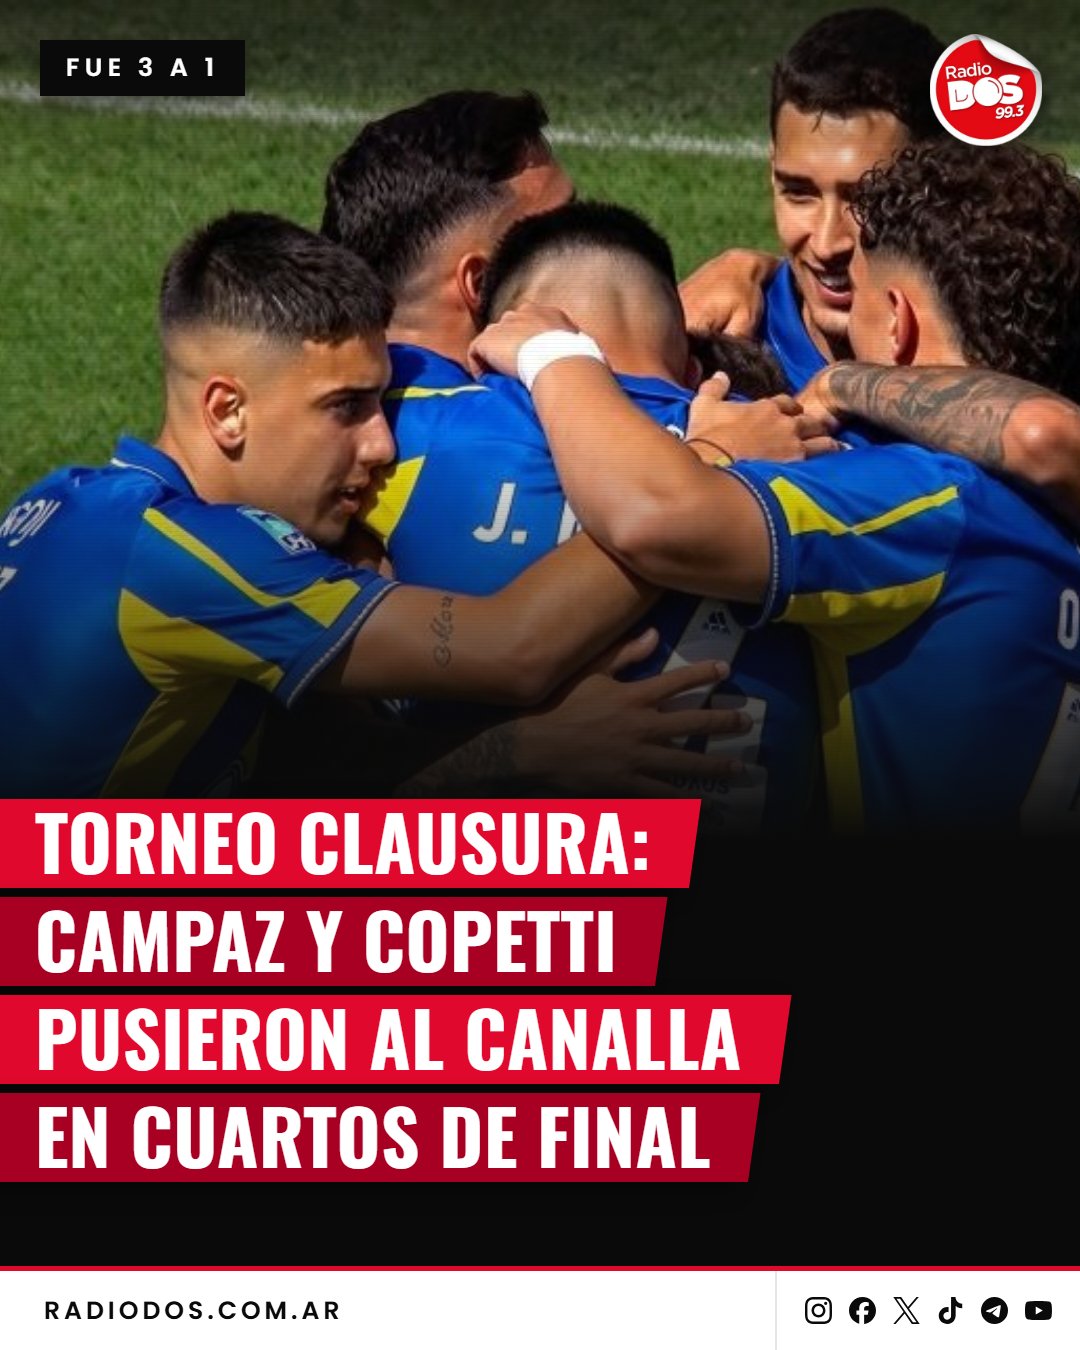 FUE 3 A 1
Radio
DOS
99.3
J.
TORNEO CLAUSURA:
CAMPAZ Y COPETTI
PUSIERON AL CANALLA
EN CUARTOS DE FINAL
RADIODOS.COM.AR